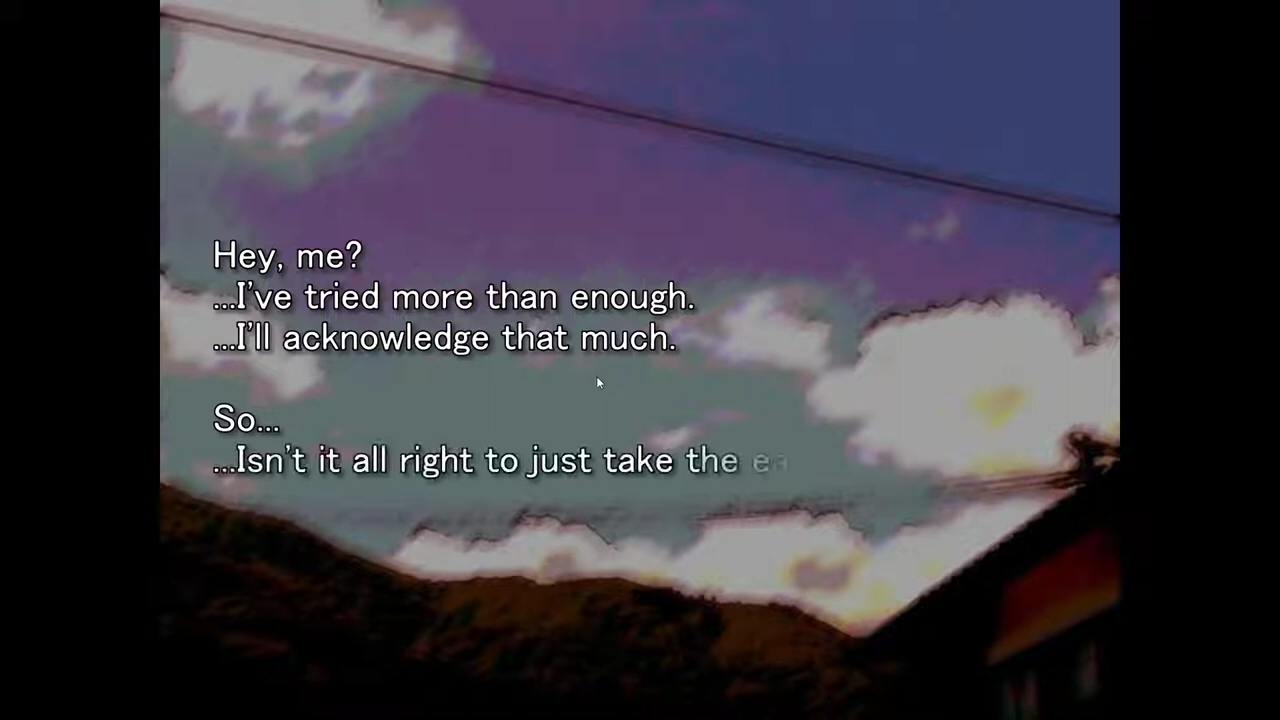 Hey, me?
...I've tried more than enough.
...I'll acknowledge that much.
So...
...Isn't it all right to just take the ea